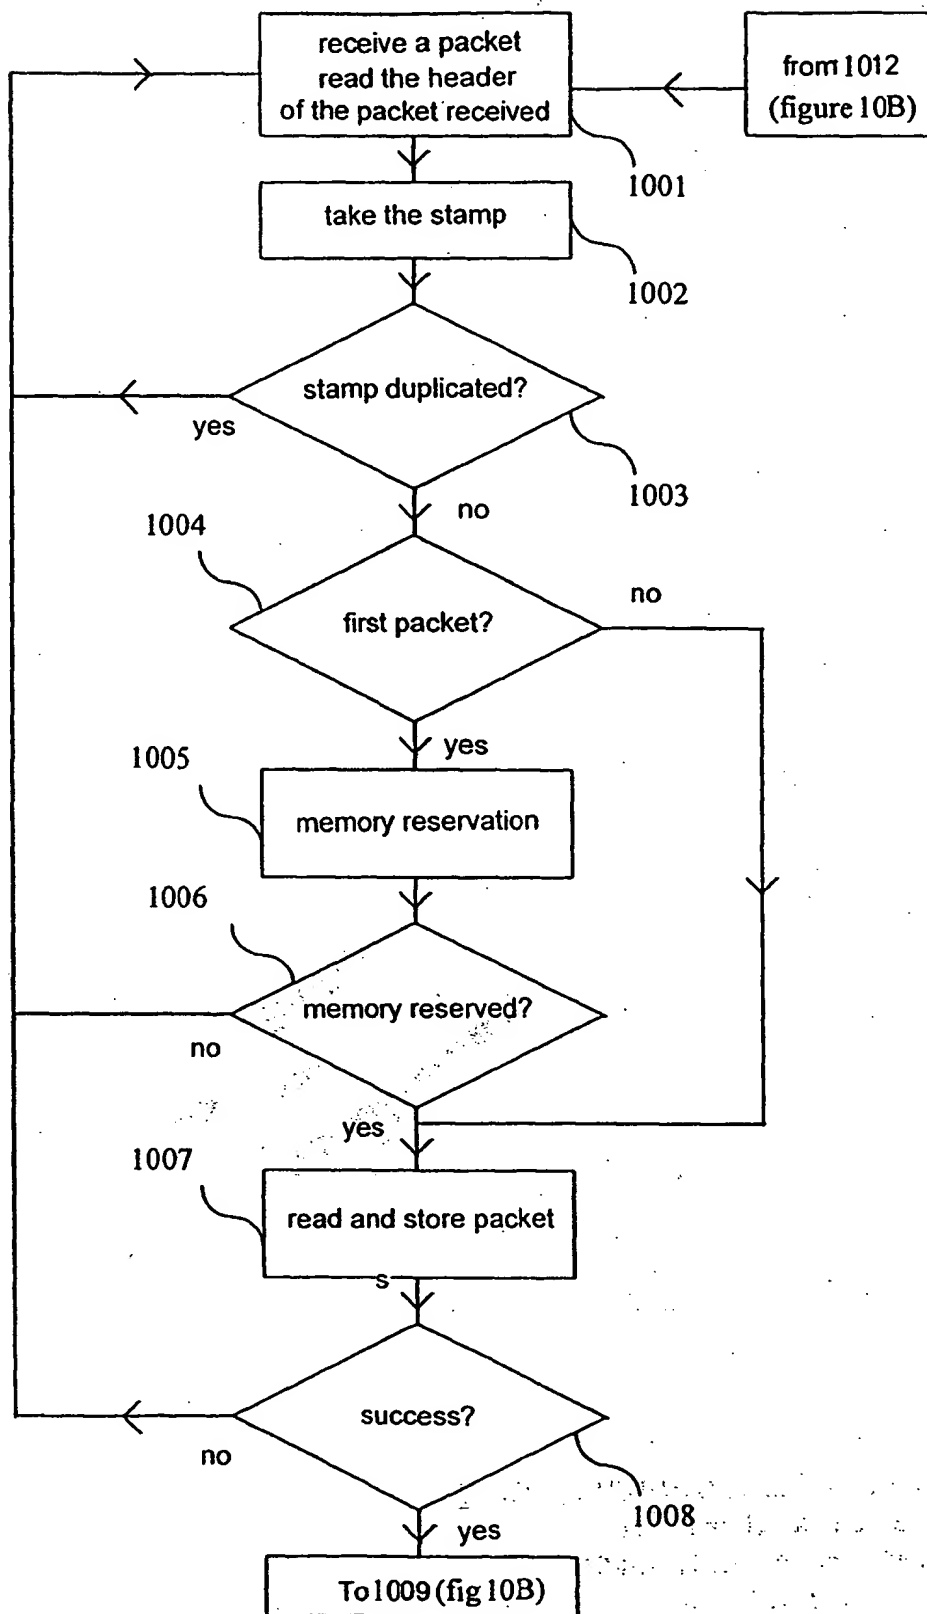 receive a packet
read the header
of the packet received
from 1012
(figure 10B)
1001
take the stamp
1002
stamp duplicated?
yes
1003
no
1004
first packet?
no
yes
1005
memory reservation
1006
memory reserved?
no
yes
1007
read and store packet
s
success?
no
1008
yes
To 1009 (fig 10B)